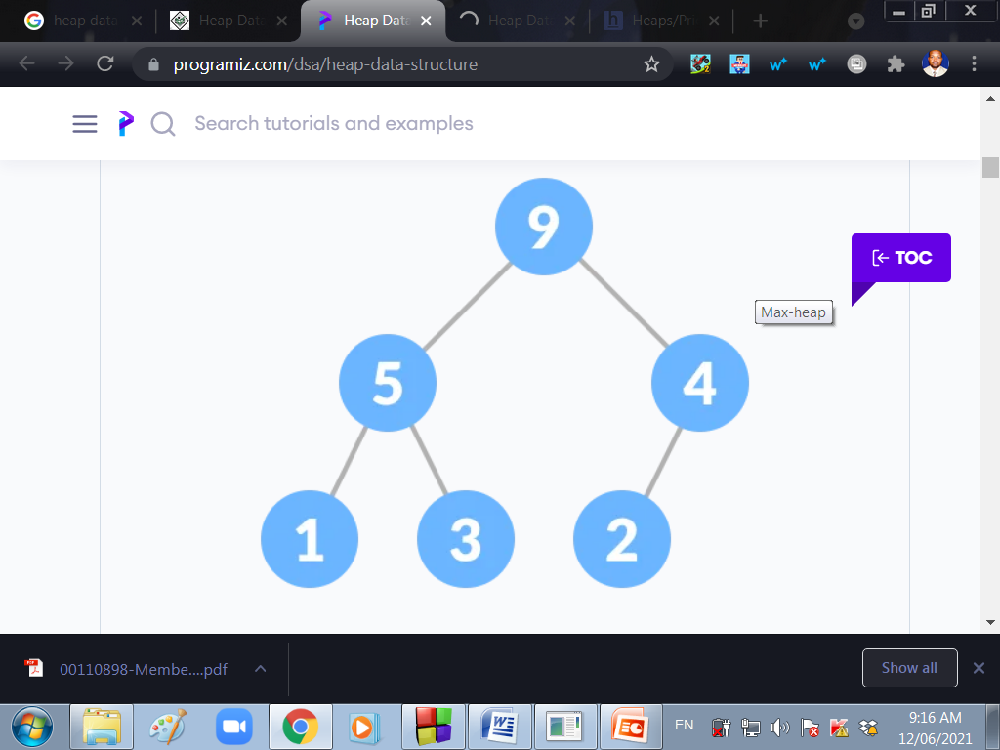 heap data
Heap Data
Heap Data
Heap Data
Heaps/Pri
programiz.com/dsa/heap-data-structure
Search tutorials and examples
9
TOC
Max-heap
5
4
1
3
2
00110898-Membe....pdf
Show all
EN
9:16 AM
12/06/2021